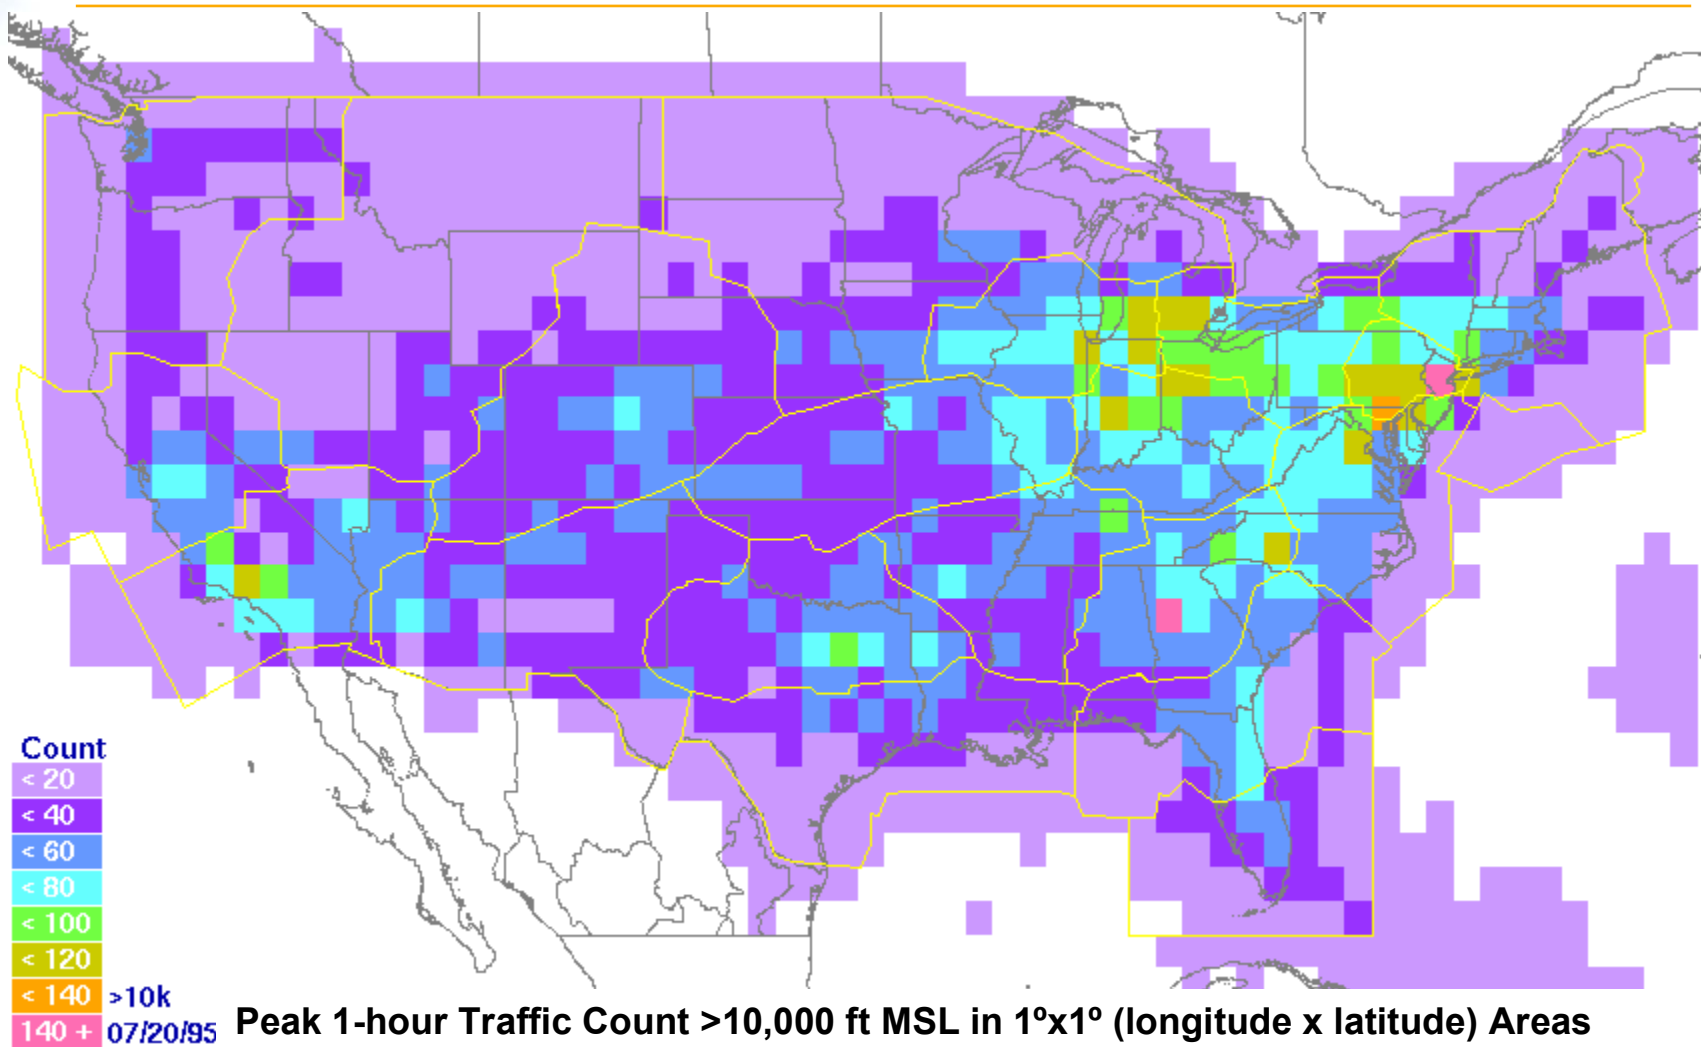 Count
< 20
< 40
< 60
< 80
< 100
< 120
< 140 >10k
140 + 07/20/95
Peak 1-hour Traffic Count >10,000 ft MSL in 1ºx1º (longitude x latitude) Areas